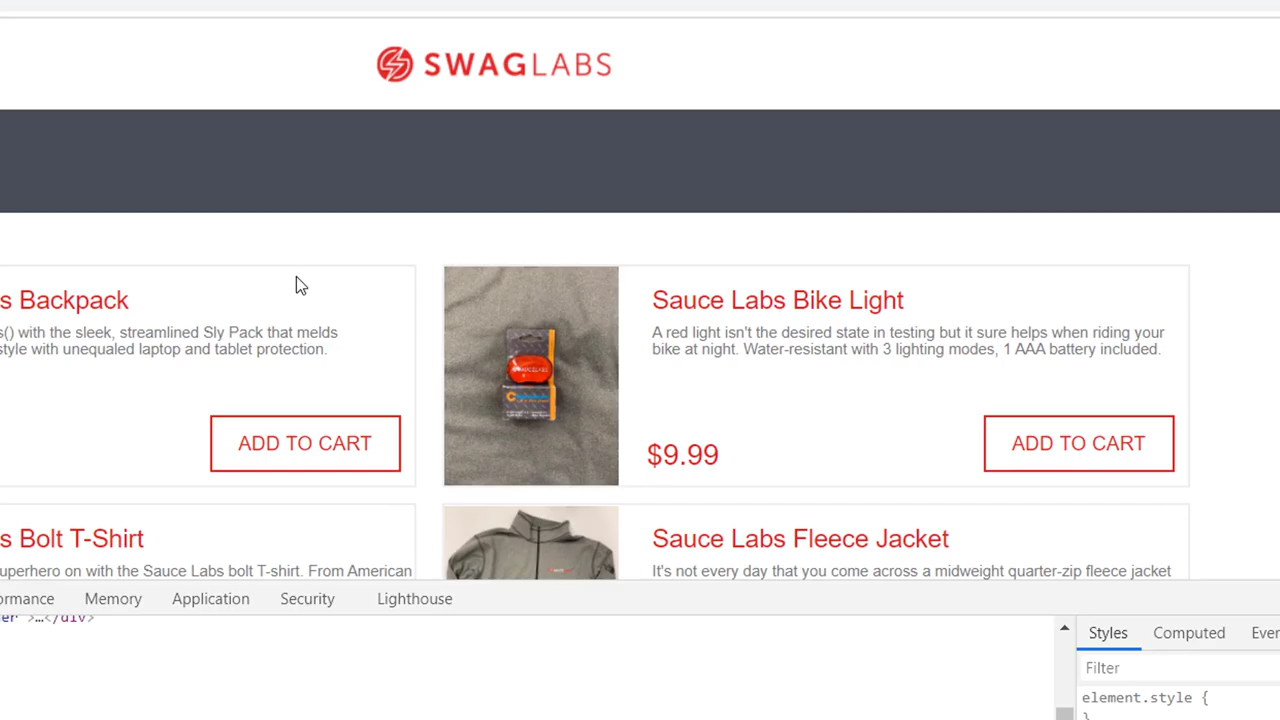 SWAGLABS
s Backpack
s() with the sleek, streamlined Sly Pack that melds
style with unequaled laptop and tablet protection.
ADD TO CART
Sauce Labs Bike Light
A red light isn't the desired state in testing but it sure helps when riding your
bike at night. Water-resistant with 3 lighting modes, 1 AAA battery included.
$9.99
ADD TO CART
s Bolt T-Shirt
uperhero on with the Sauce Labs bolt T-shirt. From American
Sauce Labs Fleece Jacket
It's not every day that you come across a midweight quarter-zip fleece jacket
ormance Memory Application Security Lighthouse
er ">…</div>
Styles Computed Ever
Filter
element.style {
}